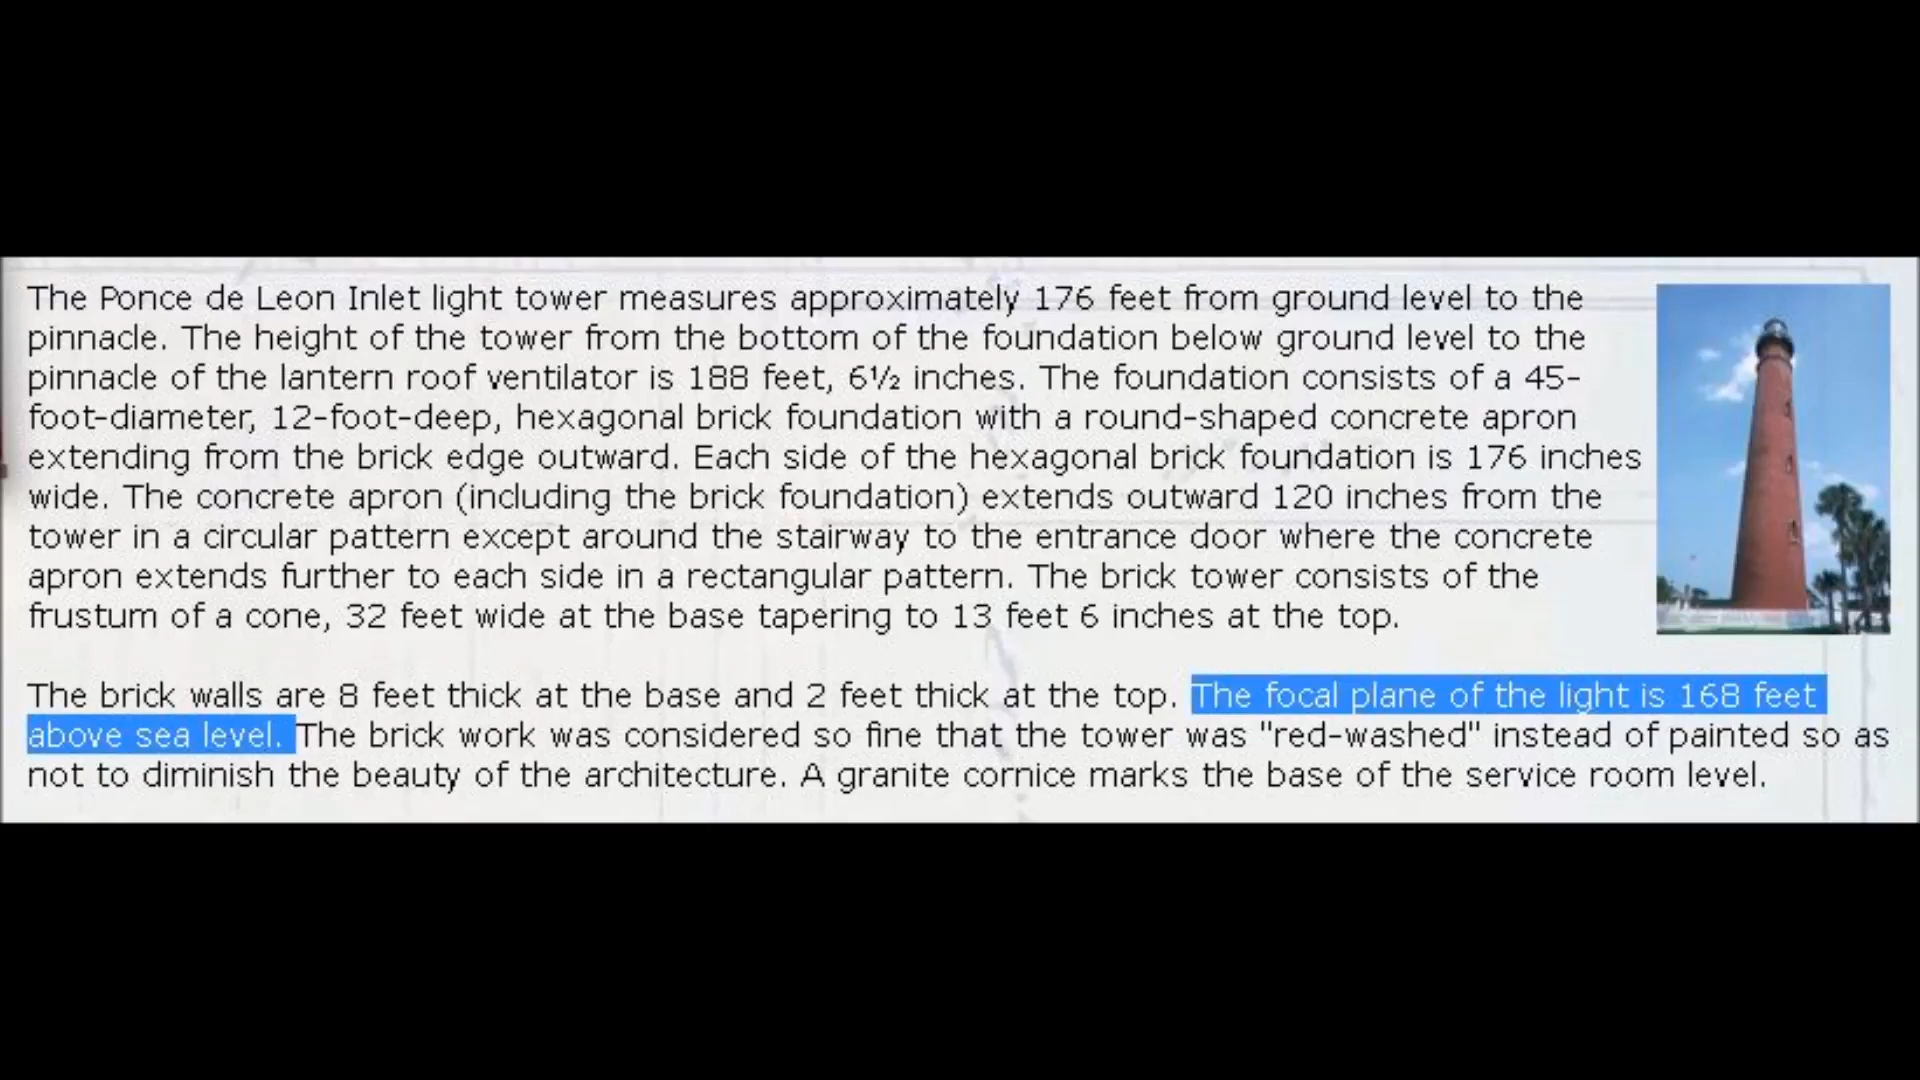 The Ponce de Leon Inlet light tower measures approximately 176 feet from ground level to the
pinnacle. The height of the tower from the bottom of the foundation below ground level to the
pinnacle of the lantern roof ventilator is 188 feet, 6½ inches. The foundation consists of a 45-
foot-diameter, 12-foot-deep, hexagonal brick foundation with a round-shaped concrete apron
extending from the brick edge outward. Each side of the hexagonal brick foundation is 176 inches
wide. The concrete apron (including the brick foundation) extends outward 120 inches from the
tower in a circular pattern except around the stairway to the entrance door where the concrete
apron extends further to each side in a rectangular pattern. The brick tower consists of the
frustum of a cone, 32 feet wide at the base tapering to 13 feet 6 inches at the top.
The brick walls are 8 feet thick at the base and 2 feet thick at the top. The focal plane of the light is 168 feet
above sea level. The brick work was considered so fine that the tower was "red-washed" instead of painted so as
not to diminish the beauty of the architecture. A granite cornice marks the base of the service room level.